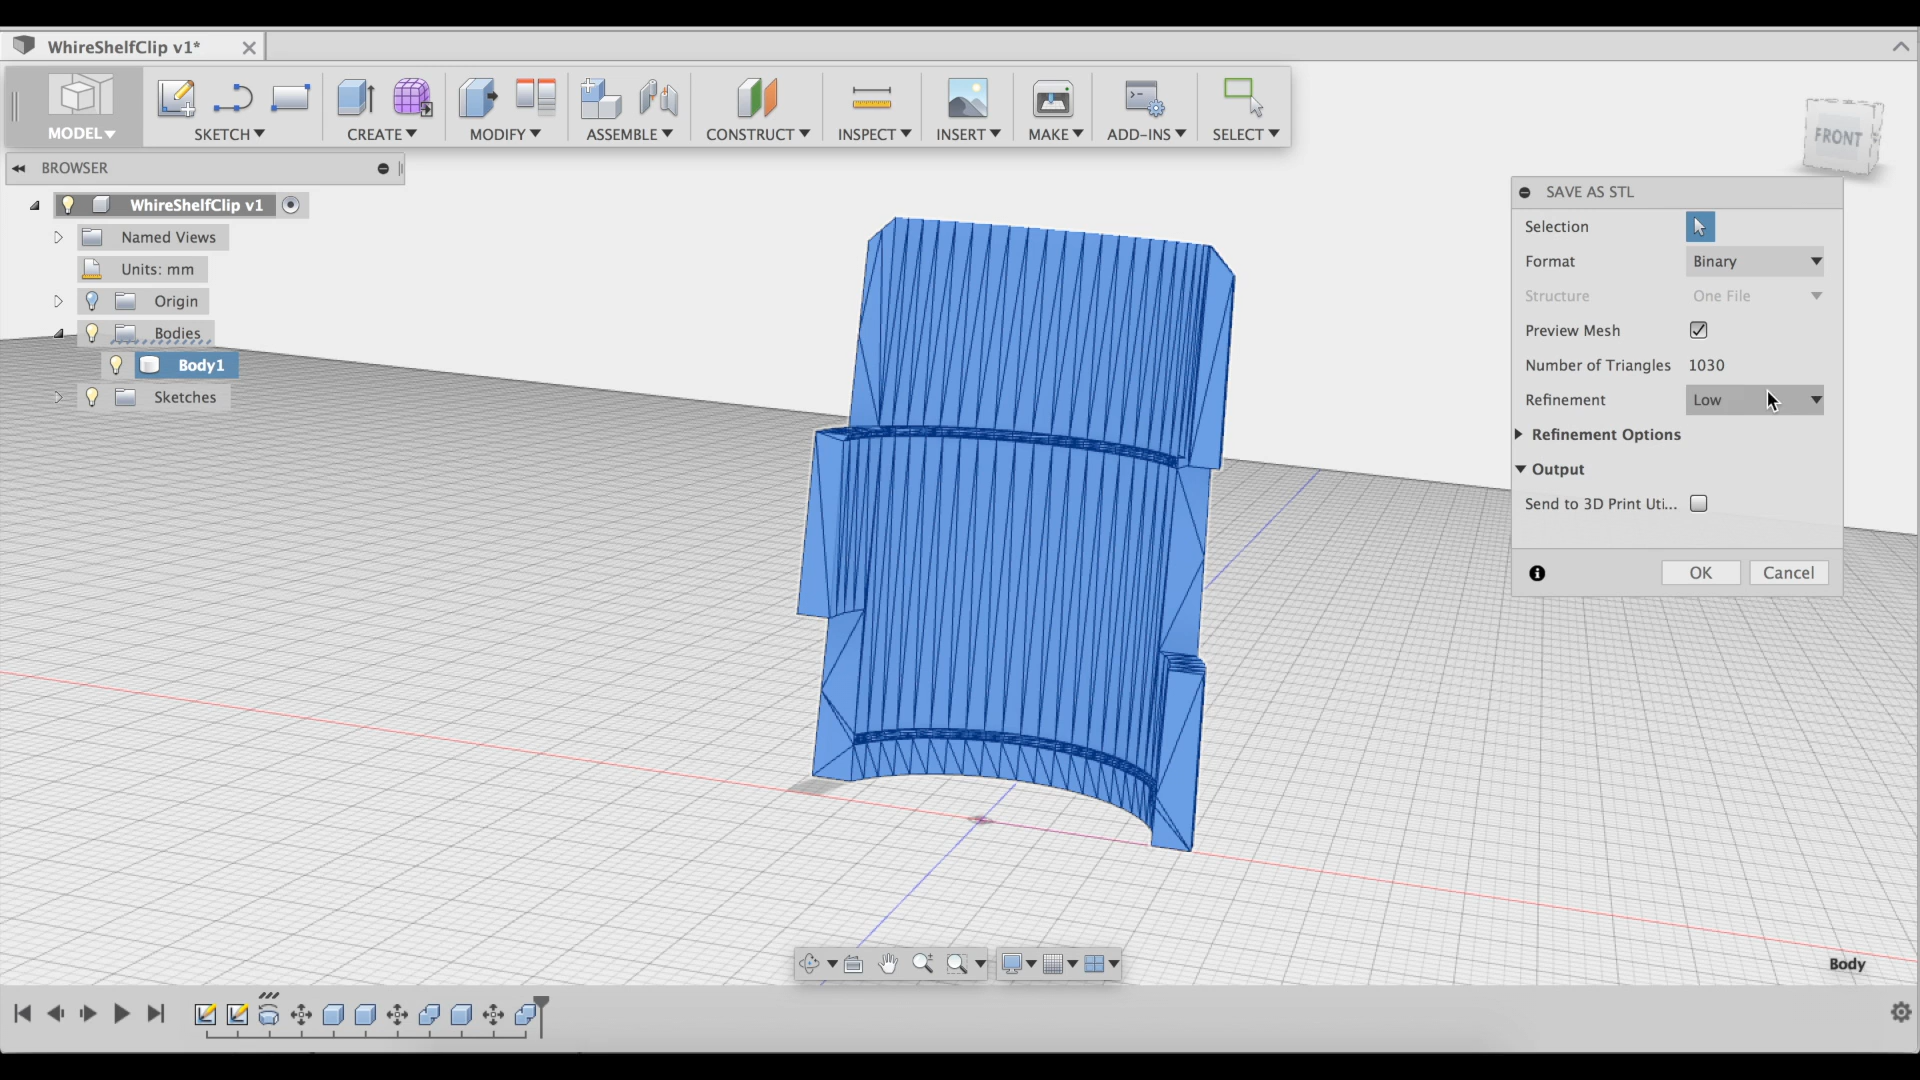 WhireShelfClip v1*
MODEL
SKETCH
CREATE
MODIFY
ASSEMBLE
CONSTRUCT
INSPECT
INSERT
MAKE
ADD-INS
SELECT
BROWSER
FRONT
WhireShelfClip v1
Named Views
Units: mm
Origin
Bodies
Body1
Sketches
SAVE AS STL
Selection
Format Binary
Structure One File
Preview Mesh
Number of Triangles 1030
Refinement Low
Refinement Options
Output
Send to 3D Print Uti...
OK Cancel
Body